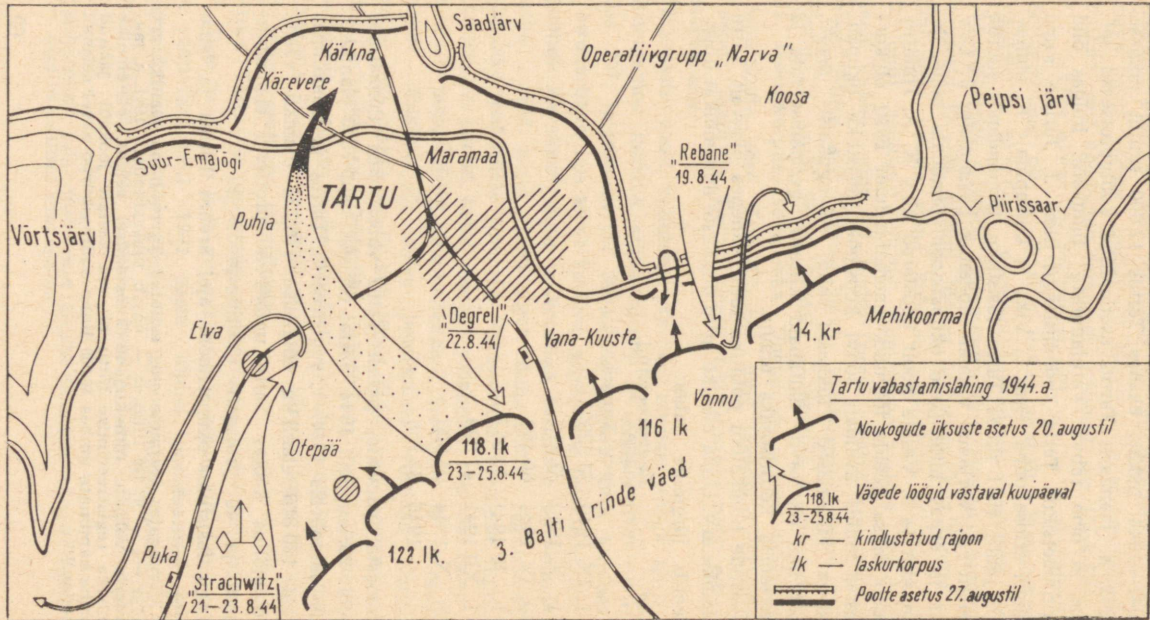 Saadjärv
Kärkna
Operatiivgrupp „Narva"
Kärevere
Koosa
Peipsi järv
Suur-Emajõgi
Maramaa
"Rebane"
19.8.44
TARTU
Piirissaar
Puhja
Võrtsjärv
"Degrell"
22.8.44
Elva
Vana-Kuuste
14. kr
Mehikoorma
Võnnu
116 lk
Otepää
118. lk
23.–25.8.44
3. Balti rinde väed
122. lk.
Puka
"Strachwitz"
21.–23.8.44
Tartu vabastamislahing 1944.a.
Nõukogude üksuste asetus 20. augustil
118. lk
23.–25.8.44
Vägede löögid vastaval kuupäeval
kr — kindlustatud rajoon
lk — laskurkorpus
Poolte asetus 27. augustil